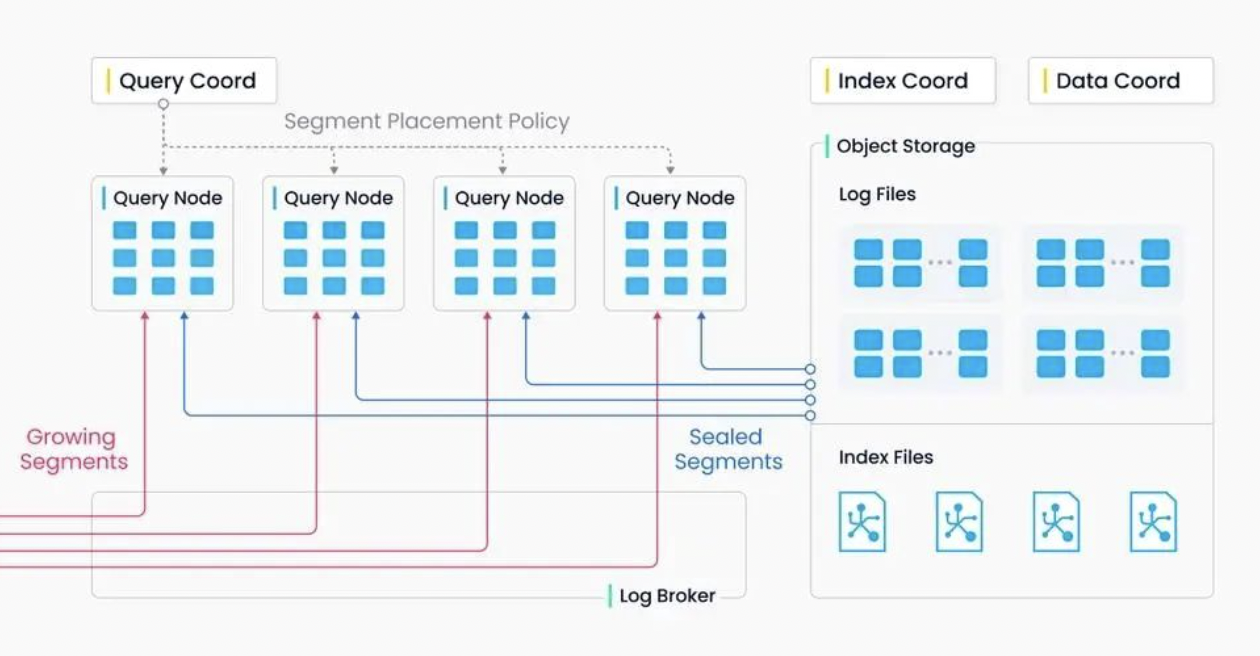 Query Coord
Index Coord
Data Coord
Segment Placement Policy
Object Storage
Query Node
Query Node
Query Node
Query Node
Log Files
Growing
Segments
Sealed
Segments
Index Files
Log Broker